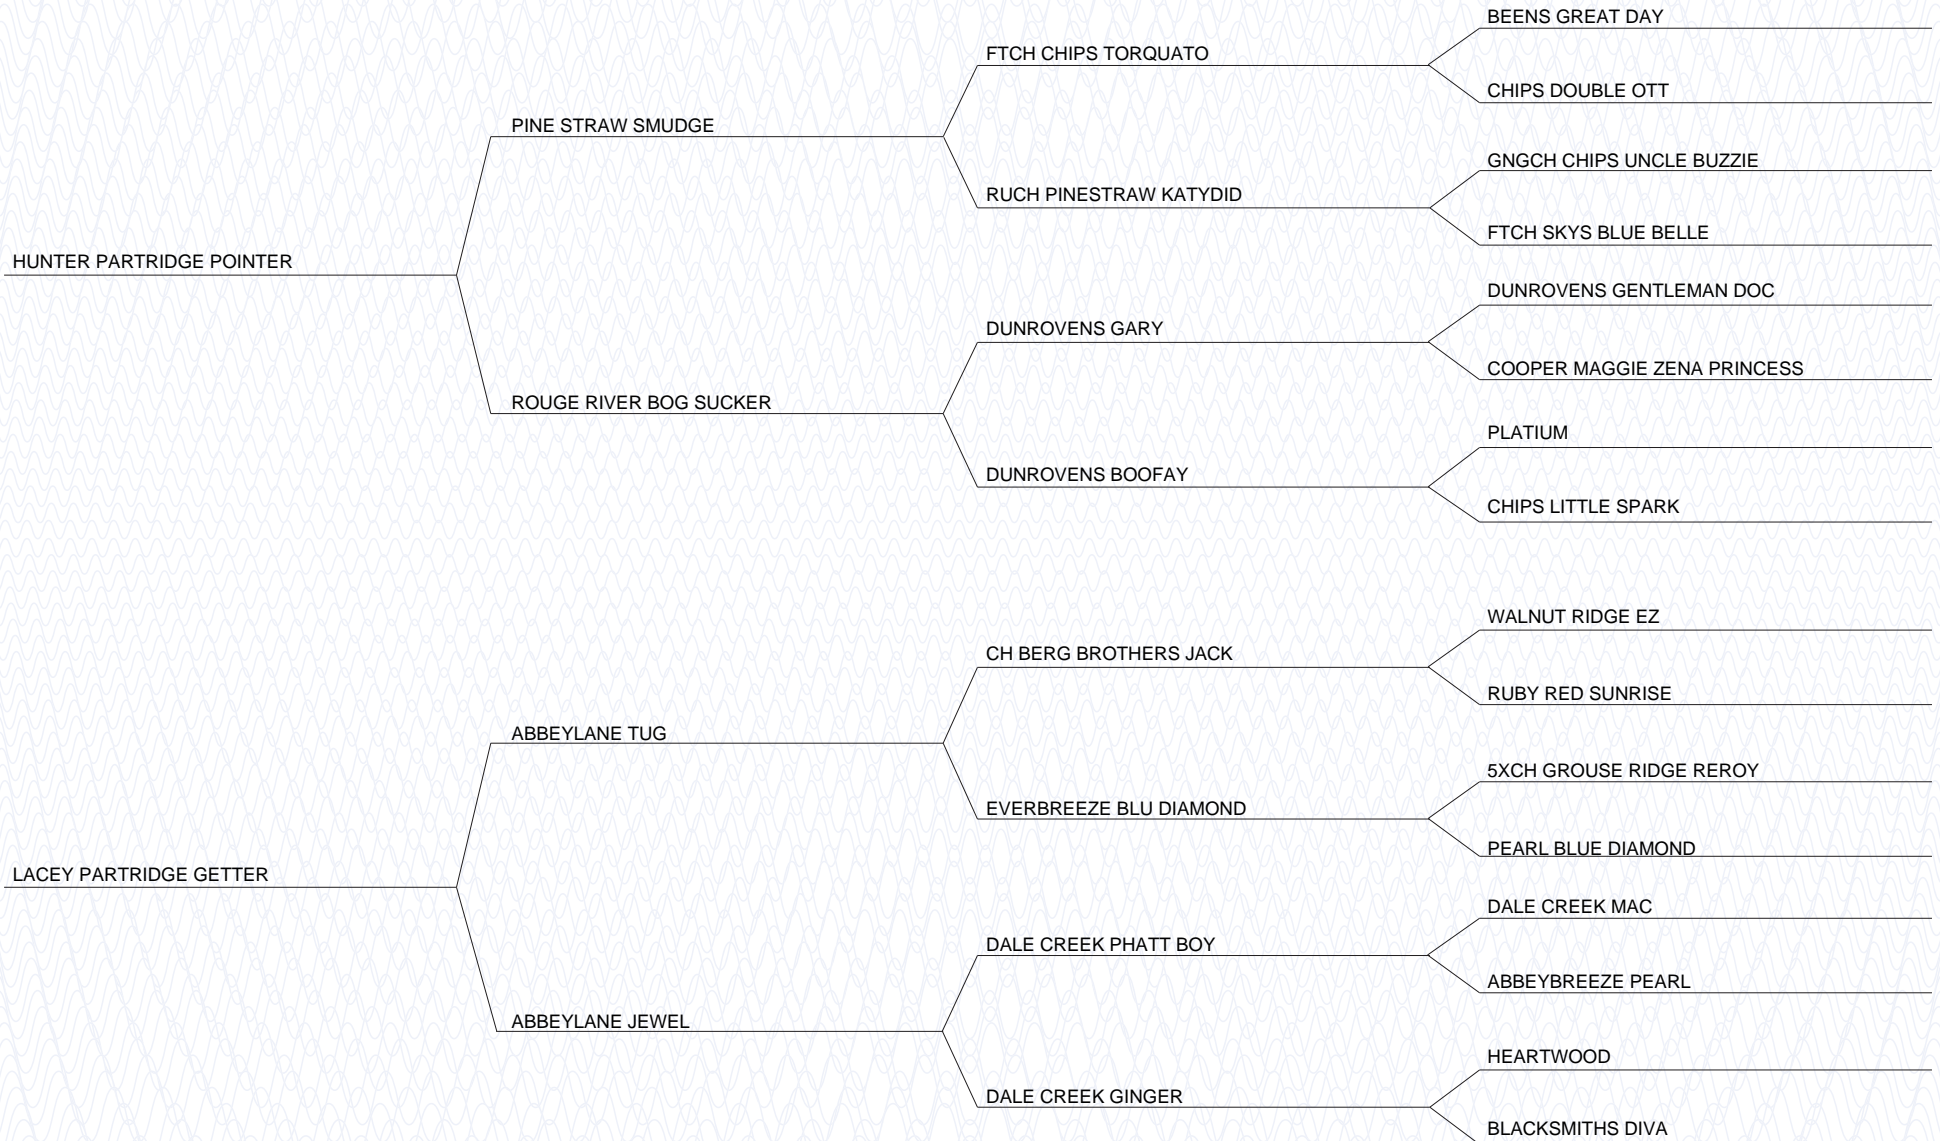 BEENS GREAT DAY
FTCH CHIPS TORQUATO
CHIPS DOUBLE OTT
PINE STRAW SMUDGE
GNGCH CHIPS UNCLE BUZZIE
RUCH PINESTRAW KATYDID
FTCH SKYS BLUE BELLE
HUNTER PARTRIDGE POINTER
DUNROVENS GENTLEMAN DOC
DUNROVENS GARY
COOPER MAGGIE ZENA PRINCESS
ROUGE RIVER BOG SUCKER
PLATIUM
DUNROVENS BOOFAY
CHIPS LITTLE SPARK
WALNUT RIDGE EZ
CH BERG BROTHERS JACK
RUBY RED SUNRISE
ABBEYLANE TUG
5XCH GROUSE RIDGE REROY
EVERBREEZE BLU DIAMOND
PEARL BLUE DIAMOND
LACEY PARTRIDGE GETTER
DALE CREEK MAC
DALE CREEK PHATT BOY
ABBEYBREEZE PEARL
ABBEYLANE JEWEL
HEARTWOOD
DALE CREEK GINGER
BLACKSMITHS DIVA